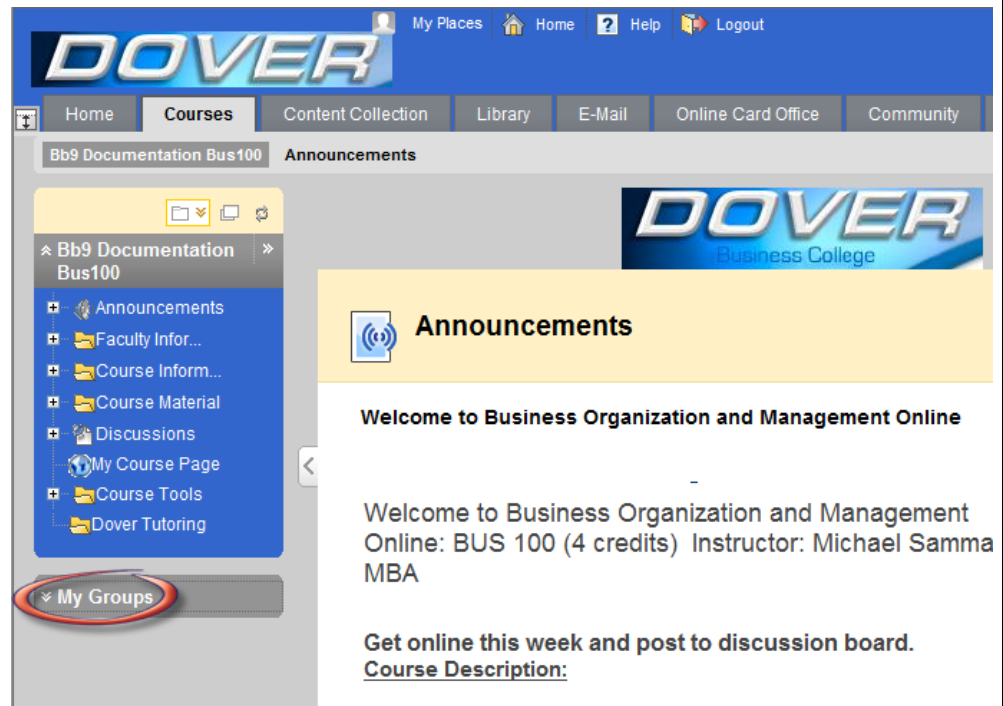 My Places Home ? Help Logout
DOVER
Home Courses Content Collection Library E-Mail Online Card Office Community
Bb9 Documentation Bus100 Announcements
DOVER
Business College
Bb9 Documentation
Bus100
Announcements
Faculty Infor...
Course Inform...
Course Material
Discussions
My Course Page
Course Tools
Dover Tutoring
My Groups
Announcements
Welcome to Business Organization and Management Online
Welcome to Business Organization and Management
Online: BUS 100 (4 credits) Instructor: Michael Samma
MBA
Get online this week and post to discussion board.
Course Description: